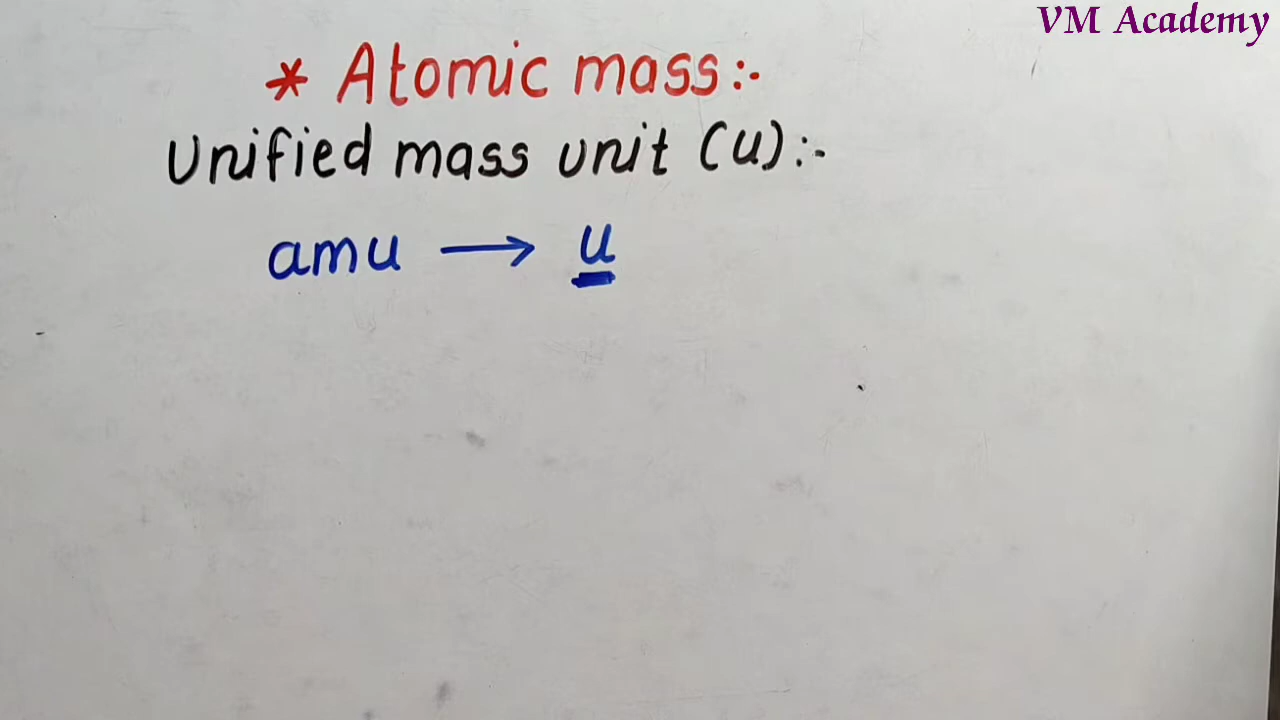 VM Academy
* Atomic mass:-
Unified mass unit (u):-
amu → u